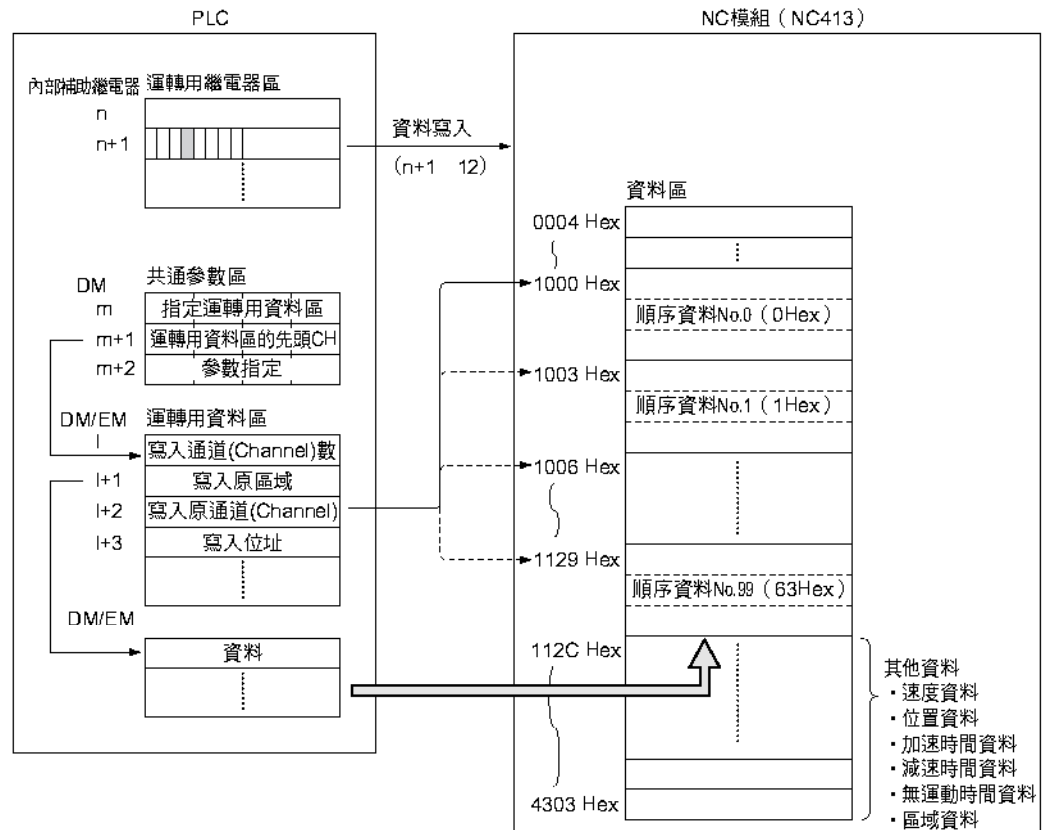 PLC
NC模組（NC413）
內部補助繼電器 運轉用繼電器區
n
n+1
資料寫入
(n+1 12)
資料區
0004 Hex
1000 Hex
順序資料No.0（0Hex）
1003 Hex
順序資料No.1（1Hex）
1006 Hex
1129 Hex
順序資料No.99（63Hex）
112C Hex
4303 Hex
DM 共通參數區
m 指定運轉用資料區
m+1 運轉用資料區的先頭CH
m+2 參數指定
DM/EM 運轉用資料區
l 寫入通道(Channel)數
l+1 寫入原區域
l+2 寫入原通道(Channel)
l+3 寫入位址
DM/EM
資料
其他資料
・速度資料
・位置資料
・加速時間資料
・減速時間資料
・無運動時間資料
・區域資料